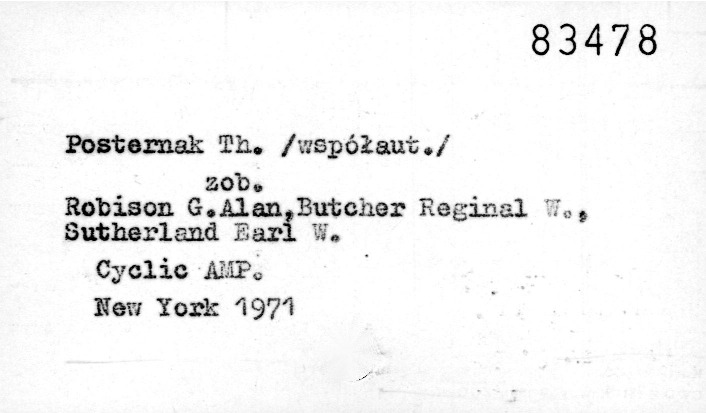 83478
Posternak Th. /współaut./
zob.
Robison G.Alan,Butcher Reginal W.,
Sutherland Earl W.
Cyclic AMP.
New York 1971